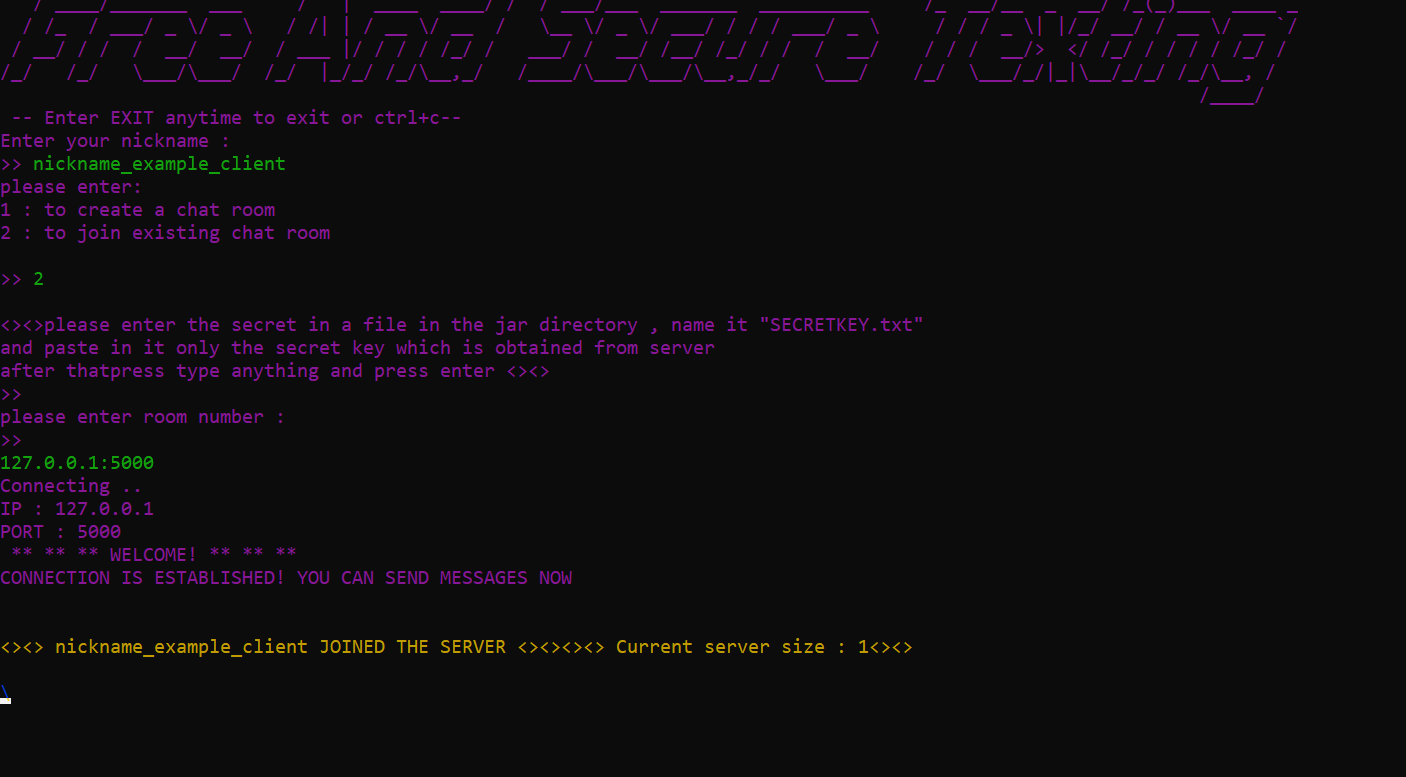 Free And Secure Texting
-- Enter EXIT anytime to exit or ctrl+c--
Enter your nickname :
>> nickname_example_client
please enter:
1 : to create a chat room
2 : to join existing chat room
>> 2
<><>please enter the secret in a file in the jar directory , name it "SECRETKEY.txt"
and paste in it only the secret key which is obtained from server
after thatpress type anything and press enter <><>
>>
please enter room number :
>>
127.0.0.1:5000
Connecting ..
IP : 127.0.0.1
PORT : 5000
** ** ** WELCOME! ** ** **
CONNECTION IS ESTABLISHED! YOU CAN SEND MESSAGES NOW
<><> nickname_example_client JOINED THE SERVER <><><><> Current server size : 1<><>
\